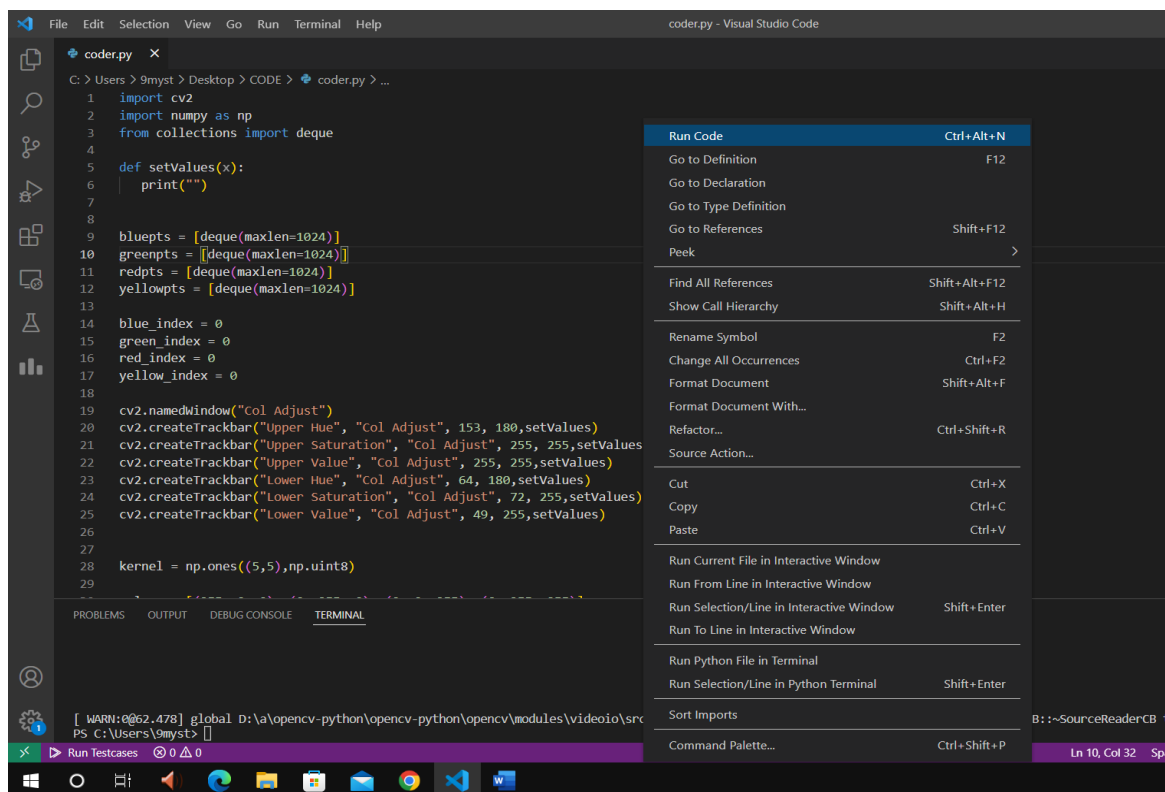 File Edit Selection View Go Run Terminal Help coder.py - Visual Studio Code
coder.py
C: > Users > 9myst > Desktop > CODE > coder.py > ...
1 import cv2
2 import numpy as np
3 from collections import deque
4
5 def setValues(x):
6 print("")
7
8
9 bluepts = [deque(maxlen=1024)]
10 greenpts = [deque(maxlen=1024)]
11 redpts = [deque(maxlen=1024)]
12 yellowpts = [deque(maxlen=1024)]
13
14 blue_index = 0
15 green_index = 0
16 red_index = 0
17 yellow_index = 0
18
19 cv2.namedWindow("Col Adjust")
20 cv2.createTrackbar("Upper Hue", "Col Adjust", 153, 180,setValues)
21 cv2.createTrackbar("Upper Saturation", "Col Adjust", 255, 255,setValues
22 cv2.createTrackbar("Upper Value", "Col Adjust", 255, 255,setValues)
23 cv2.createTrackbar("Lower Hue", "Col Adjust", 64, 180,setValues)
24 cv2.createTrackbar("Lower Saturation", "Col Adjust", 72, 255,setValues)
25 cv2.createTrackbar("Lower Value", "Col Adjust", 49, 255,setValues)
26
27
28 kernel = np.ones((5,5),np.uint8)
29
Run Code Ctrl+Alt+N
Go to Definition F12
Go to Declaration
Go to Type Definition
Go to References Shift+F12
Peek
Find All References Shift+Alt+F12
Show Call Hierarchy Shift+Alt+H
Rename Symbol F2
Change All Occurrences Ctrl+F2
Format Document Shift+Alt+F
Format Document With...
Refactor... Ctrl+Shift+R
Source Action...
Cut Ctrl+X
Copy Ctrl+C
Paste Ctrl+V
Run Current File in Interactive Window
Run From Line in Interactive Window
Run Selection/Line in Interactive Window Shift+Enter
Run To Line in Interactive Window
Run Python File in Terminal
Run Selection/Line in Python Terminal Shift+Enter
Sort Imports
Command Palette... Ctrl+Shift+P
PROBLEMS OUTPUT DEBUG CONSOLE TERMINAL
[ WARN:0@62.478] global D:\a\opencv-python\opencv-python\opencv\modules\videoio\src B::~SourceReaderCB
PS C:\Users\9myst>
1
Run Testcases 0 0 Ln 10, Col 32 Sp
W